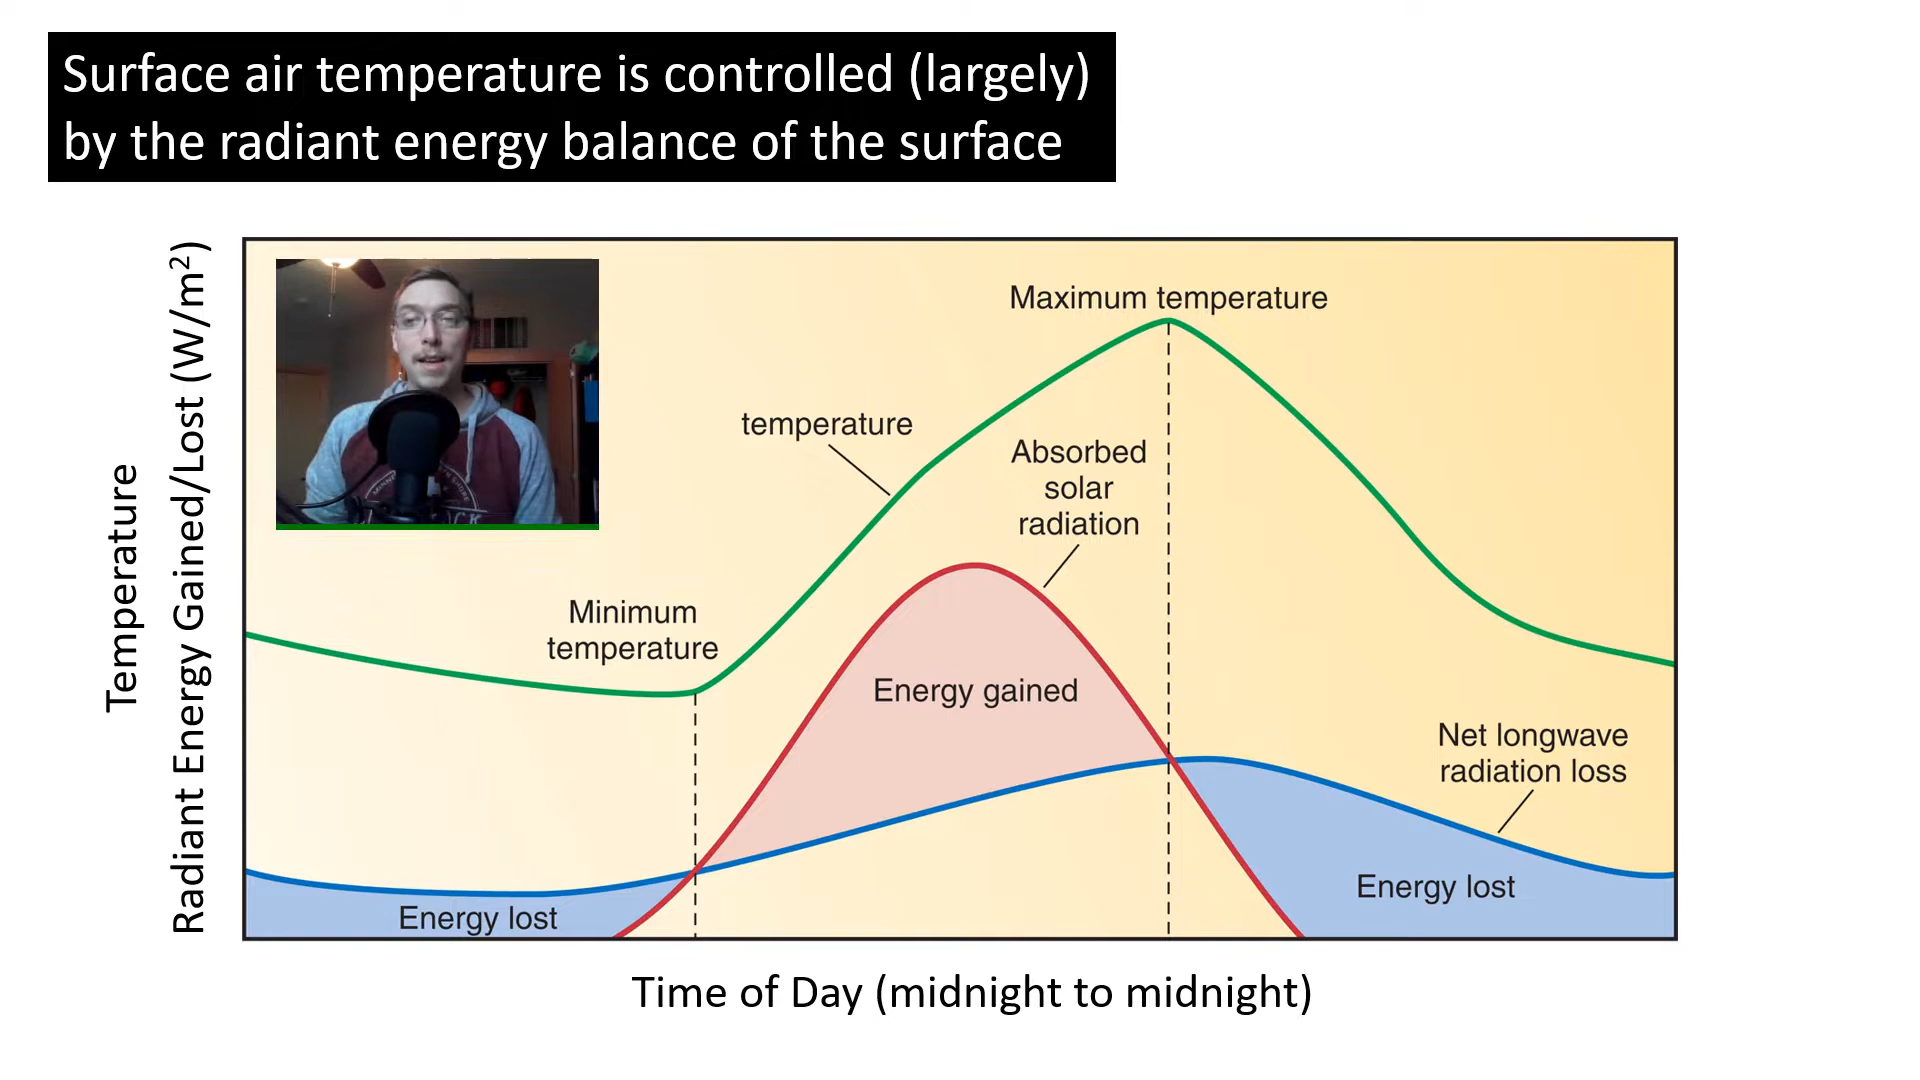 Surface air temperature is controlled (largely)
by the radiant energy balance of the surface
Temperature
Radiant Energy Gained/Lost (W/m²)
Maximum temperature
temperature
Absorbed
solar
radiation
Minimum
temperature
Energy gained
Net longwave
radiation loss
Energy lost
Energy lost
Time of Day (midnight to midnight)